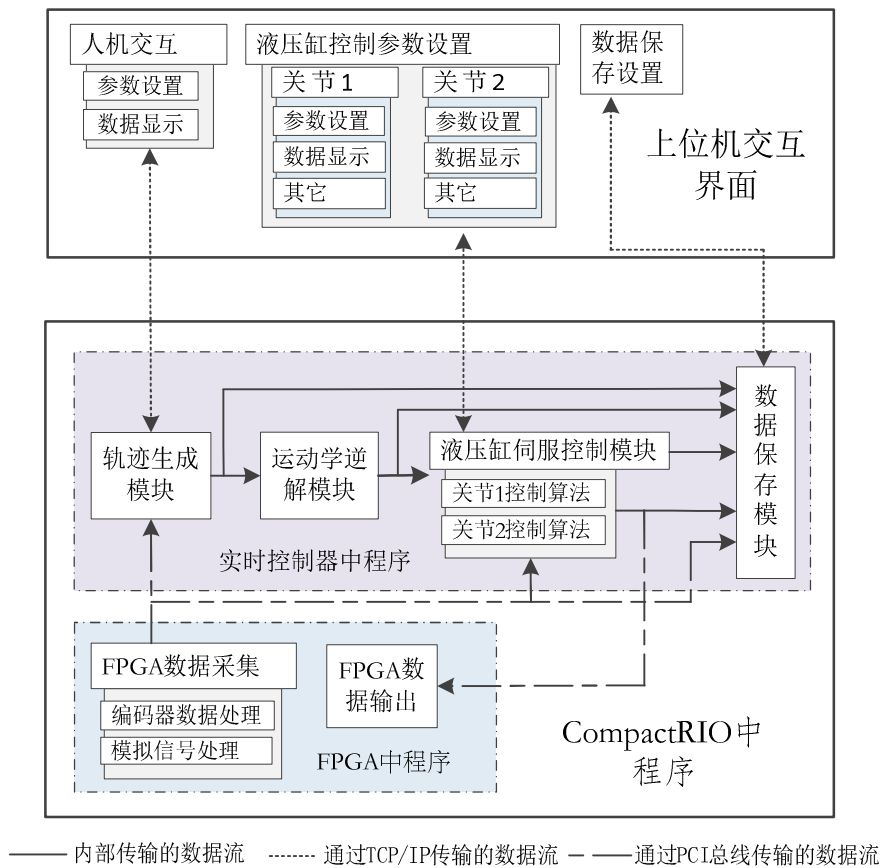 人机交互
参数设置
数据显示
液压缸控制参数设置
关节1
参数设置
数据显示
其它
关节2
参数设置
数据显示
其它
数据保
存设置
上位机交互
界面
轨迹生成
模块
运动学逆
解模块
液压缸伺服控制模块
关节1控制算法
关节2控制算法
数
据
保
存
模
块
实时控制器中程序
FPGA数据采集
编码器数据处理
模拟信号处理
FPGA数
据输出
FPGA中程序
CompactRIO中
程序
内部传输的数据流
通过TCP/IP传输的数据流
通过PCI总线传输的数据流